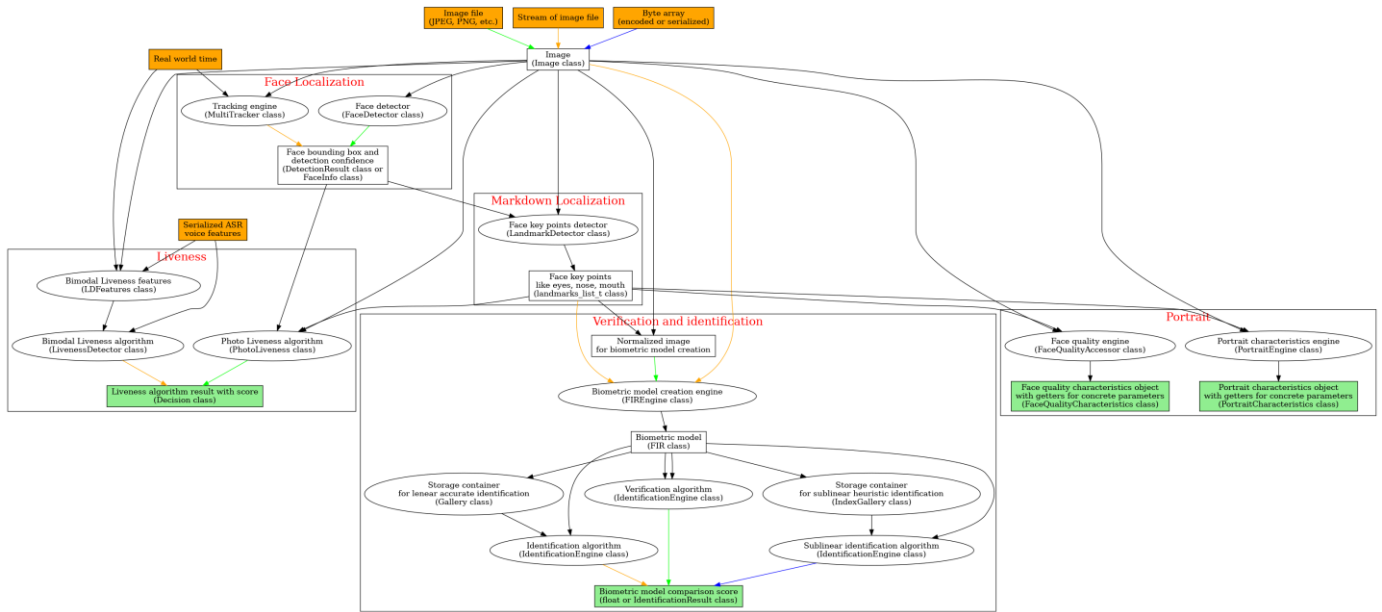 Image file
(JPEG, PNG, etc.)
Stream of image file
Byte array
(encoded or serialized)
Image
(Image class)
Real world time
Face Localization
Tracking engine
(MultiTracker class)
Face detector
(FaceDetector class)
Face bounding box and
detection confidence
(DetectionResult class or
FaceInfo class)
Markdown Localization
Face key points detector
(LandmarkDetector class)
Face key points
like eyes, nose, mouth
(landmarks_list_t class)
Serialized ASR
voice features
Liveness
Bimodal Liveness features
(LDFeatures class)
Bimodal Liveness algorithm
(LivenesDetector class)
Photo Liveness algorithm
(PhotoLiveness class)
Liveness algorithm result with score
(Decision class)
Verification and identification
Normalized image
for biometric model creation
Biometric model creation engine
(FIREngine class)
Biometric model
(FIR class)
Storage container
for lenear accurate identification
(Gallery class)
Verification algorithm
(IdentificationEngine class)
Storage container
for sublinear heuristic identification
(IndexGallery class)
Identification algorithm
(IdentificationEngine class)
Sublinear identification algorithm
(IdentificationEngine class)
Biometric model comparison score
(float or IdentificationResult class)
Portrait
Face quality engine
(FaceQualityAccessor class)
Portrait characteristics engine
(PortraitEngine class)
Face quality characteristics object
with getters for concrete parameters
(FaceQualityCharacteristics class)
Portrait characteristics object
with getters for concrete parameters
(PortraitCharacteristics class)